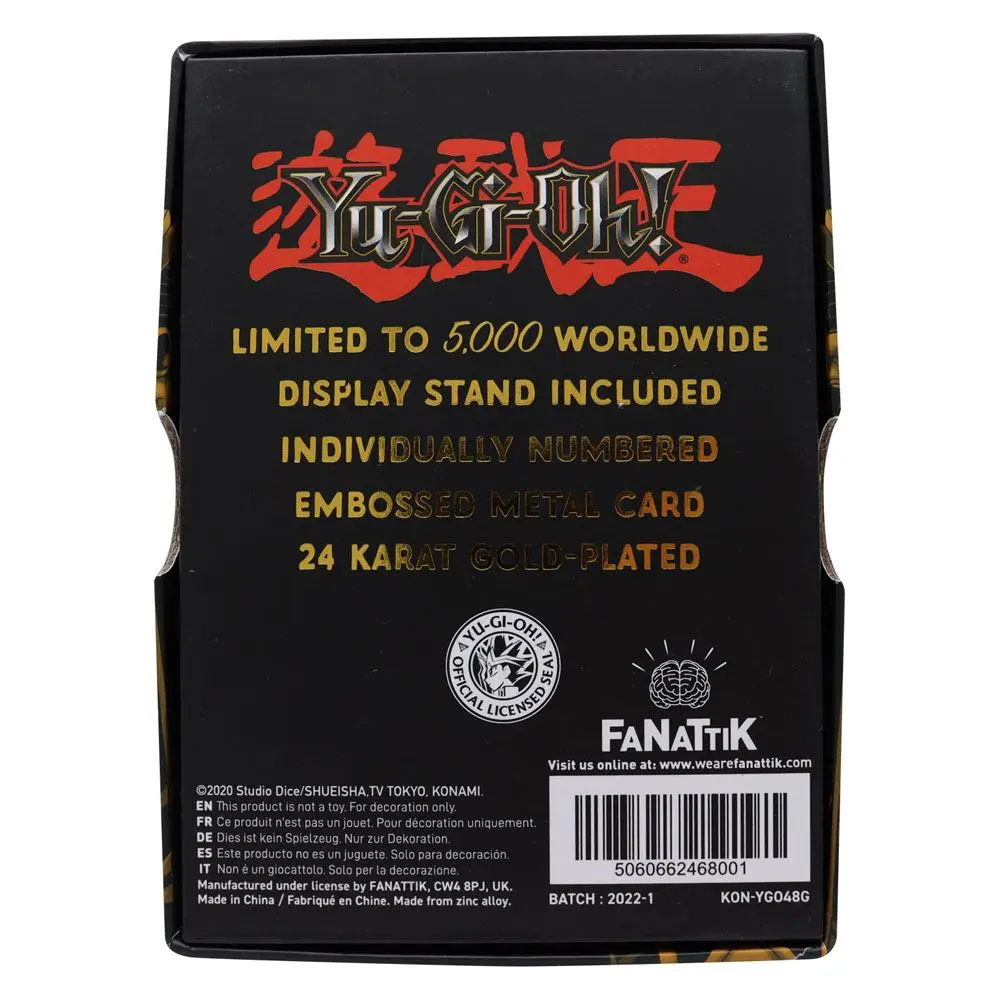 遊戯王
Yu-Gi-Oh!®
LIMITED TO 5,000 WORLDWIDE
DISPLAY STAND INCLUDED
INDIVIDUALLY NUMBERED
EMBOSSED METAL CARD
24 KARAT GOLD-PLATED
YU-GI-OH!
OFFICIAL LICENSED SEAL
FANATTIK
Visit us online at: www.wearefanattik.com
©2020 Studio Dice/SHUEISHA,TV TOKYO, KONAMI.
EN This product is not a toy. For decoration only.
FR Ce produit n'est pas un jouet. Pour décoration uniquement.
DE Dies ist kein Spielzeug. Nur zur Dekoration.
ES Este producto no es un juguete. Solo para decoración.
IT Non é un giocattolo. Solo per la decorazione.
Manufactured under license by FANATTIK, CW4 8PJ, UK.
Made in China / Fabriqué en Chine. Made from zinc alloy.
5060662468001
BATCH : 2022-1
KON-YGO48G